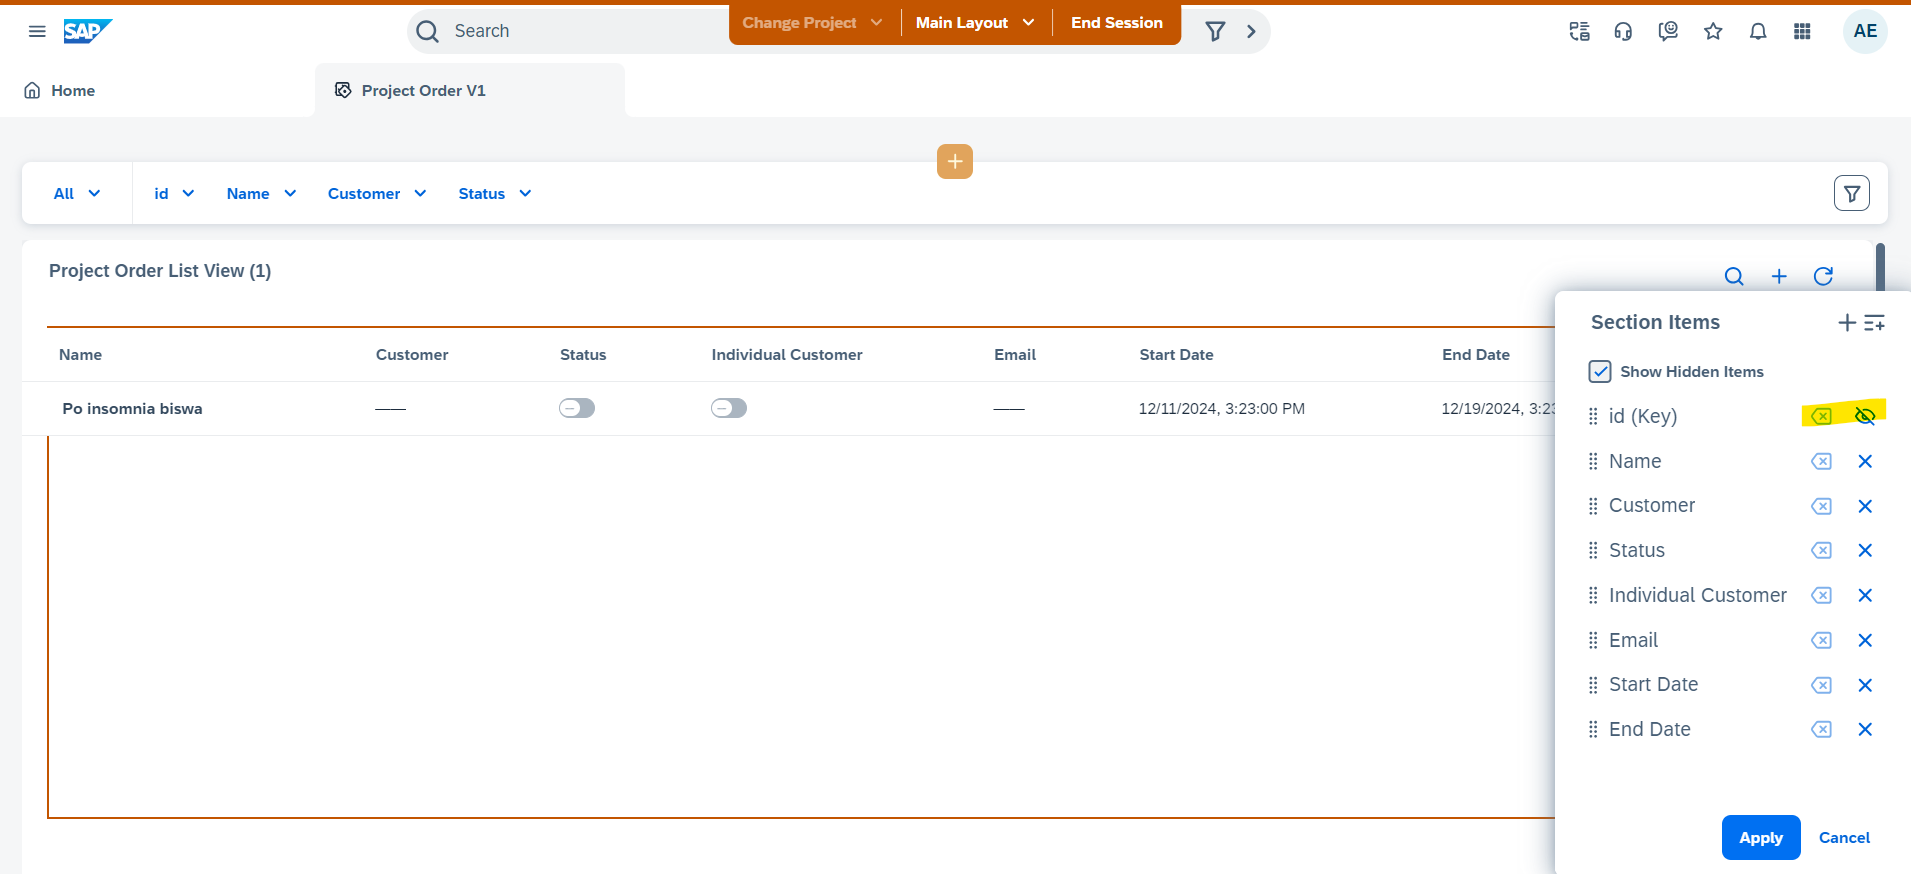 Change Project Main Layout End Session
SAP Search AE
Home Project Order V1
All id Name Customer Status
Project Order List View (1)
Name Customer Status Individual Customer Email Start Date End Date
Po insomnia biswa —— —— 12/11/2024, 3:23:00 PM 12/19/2024, 3:23
Section Items
Show Hidden Items
id (Key)
Name
Customer
Status
Individual Customer
Email
Start Date
End Date
Apply Cancel